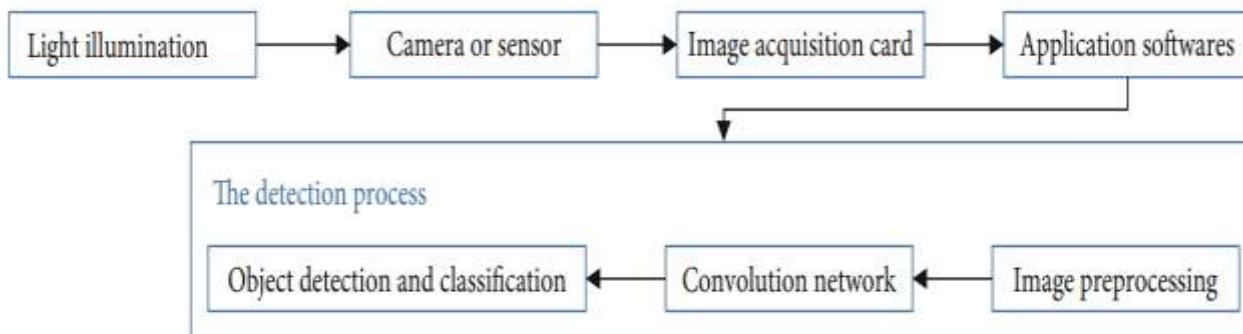 Light illumination
Camera or sensor
Image acquisition card
Application softwares
The detection process
Object detection and classification
Convolution network
Image preprocessing